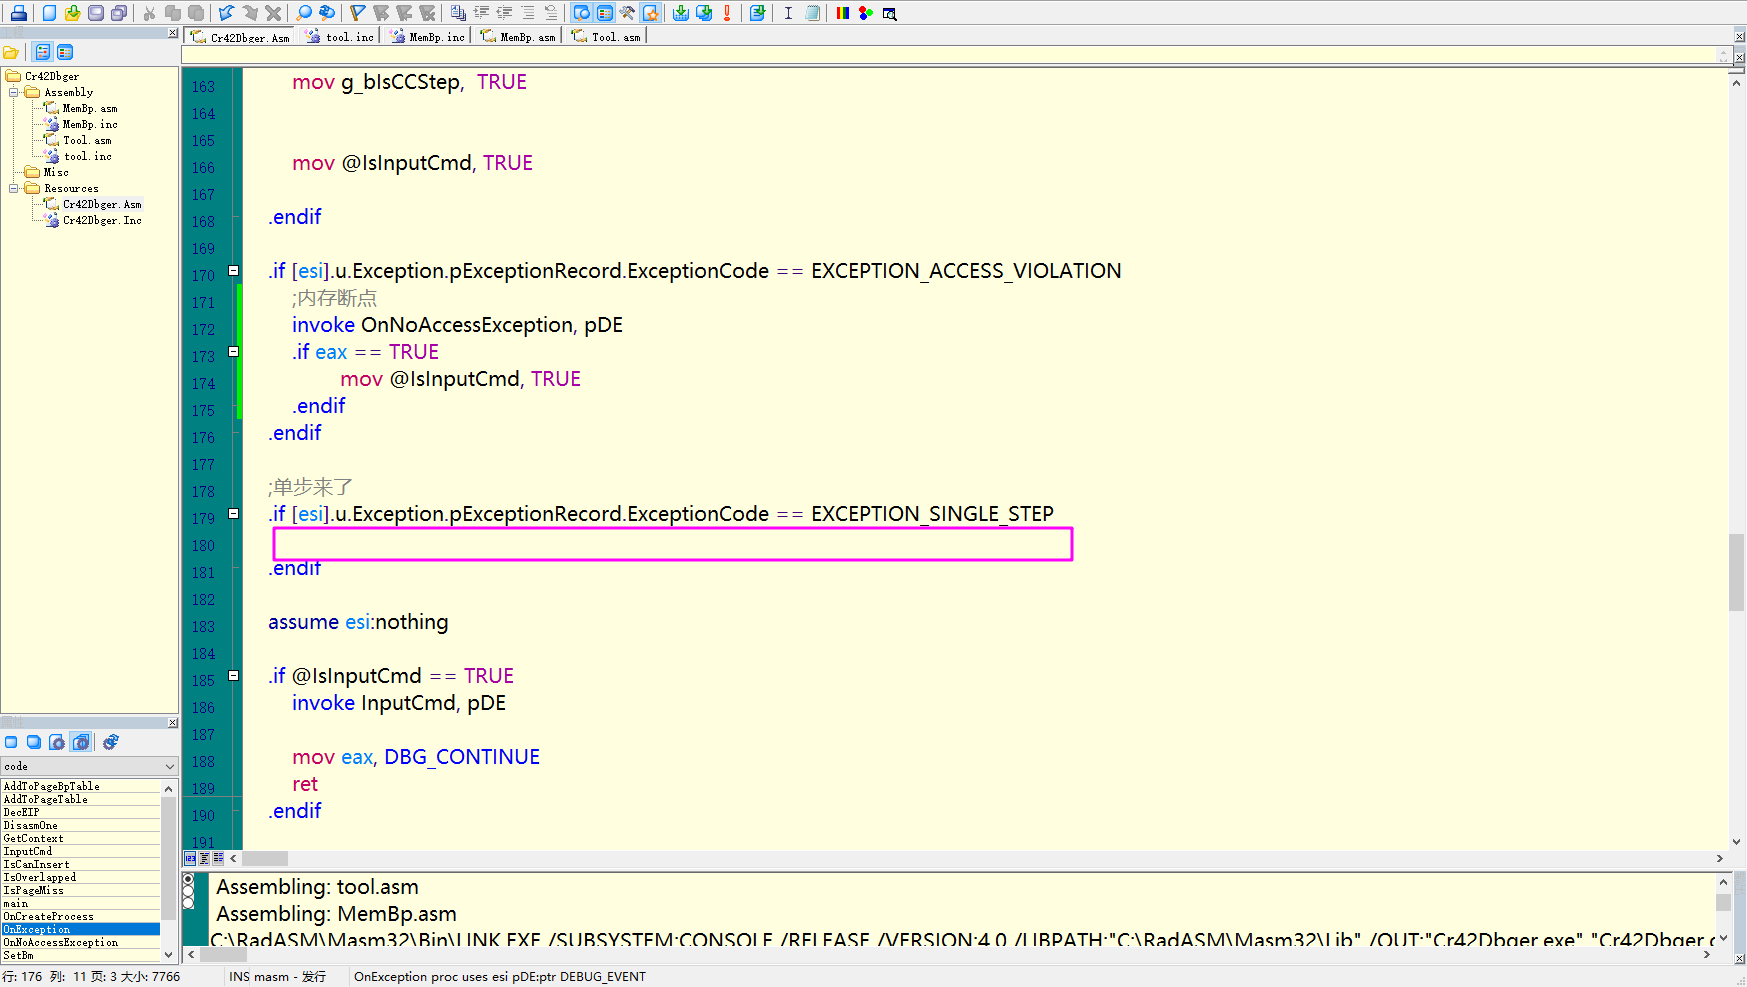 工程
Cr42Dbger
Assembly
MemBp.asm
MemBp.inc
Tool.asm
tool.inc
Misc
Resources
Cr42Dbger.Asm
Cr42Dbger.Inc
属性
code
AddToPageBpTable
AddToPageTable
DecEIP
DisasmOne
GetContext
InputCmd
IsCanInsert
IsOverlapped
IsPageMiss
main
OnCreateProcess
OnException
OnNoAccessException
SetBm
Cr42Dbger.Asm tool.inc MemBp.inc MemBp.asm Tool.asm
163 mov g_bIsCCStep, TRUE
164
165
166 mov @IsInputCmd, TRUE
167
168 .endif
169
170 .if [esi].u.Exception.pExceptionRecord.ExceptionCode == EXCEPTION_ACCESS_VIOLATION
171 ;内存断点
172 invoke OnNoAccessException, pDE
173 .if eax == TRUE
174 mov @IsInputCmd, TRUE
175 .endif
176 .endif
177
178 ;单步来了
179 .if [esi].u.Exception.pExceptionRecord.ExceptionCode == EXCEPTION_SINGLE_STEP
180
181 .endif
182
183 assume esi:nothing
184
185 .if @IsInputCmd == TRUE
186 invoke InputCmd, pDE
187
188 mov eax, DBG_CONTINUE
189 ret
190 .endif
191
Assembling: tool.asm
Assembling: MemBp.asm
C:\RadASM\Masm32\Bin\LINK.EXE /SUBSYSTEM:CONSOLE /RELEASE /VERSION:4.0 /LIBPATH:"C:\RadASM\Masm32\Lib" /OUT:"Cr42Dbger.exe" "Cr42Dbger.
行: 176 列: 11 页: 3 大小: 7766 INS masm - 发行 OnException proc uses esi pDE:ptr DEBUG_EVENT